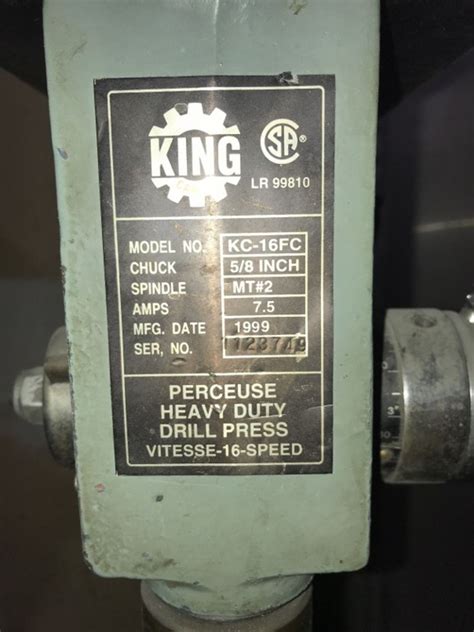 KING
SA®
LR 99810
MODEL NO. KC-16FC
CHUCK 5/8 INCH
SPINDLE MT#2
AMPS 7.5
MFG. DATE 1999
SER, NO.
PERCEUSE
HEAVY DUTY
DRILL PRESS
VITESSE-16-SPEED